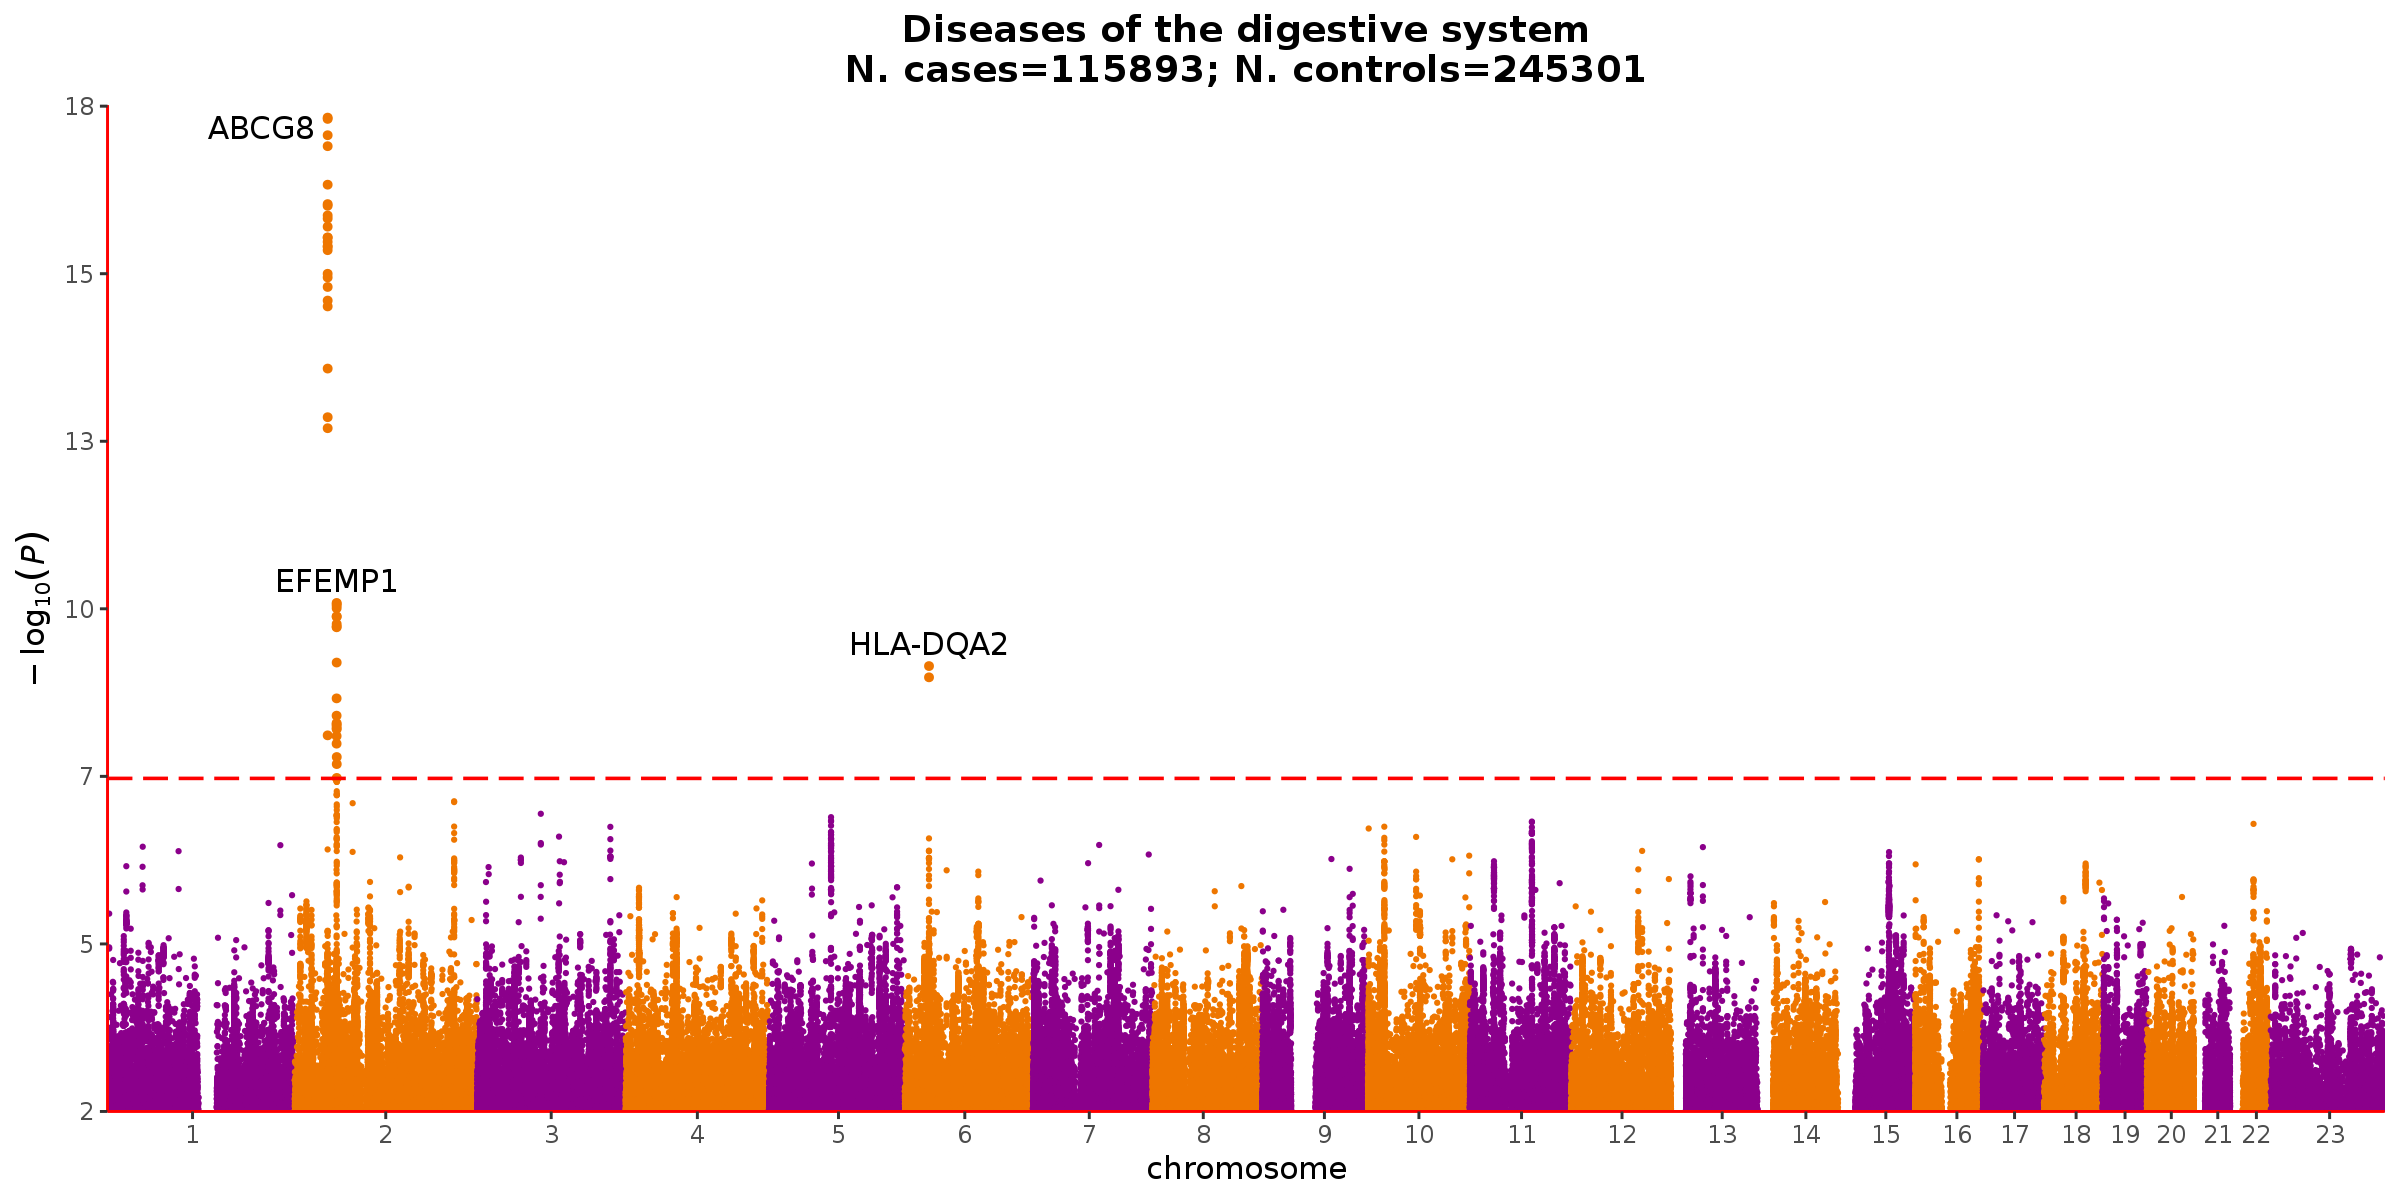 Diseases of the digestive system
N. cases=115893; N. controls=245301
18
ABCG8
15
13
EFEMP1
10
HLA-DQA2
7
5
2
−log10(P)
1 2 3 4 5 6 7 8 9 10 11 12 13 14 15 16 17 18 19 20 21 22 23
chromosome